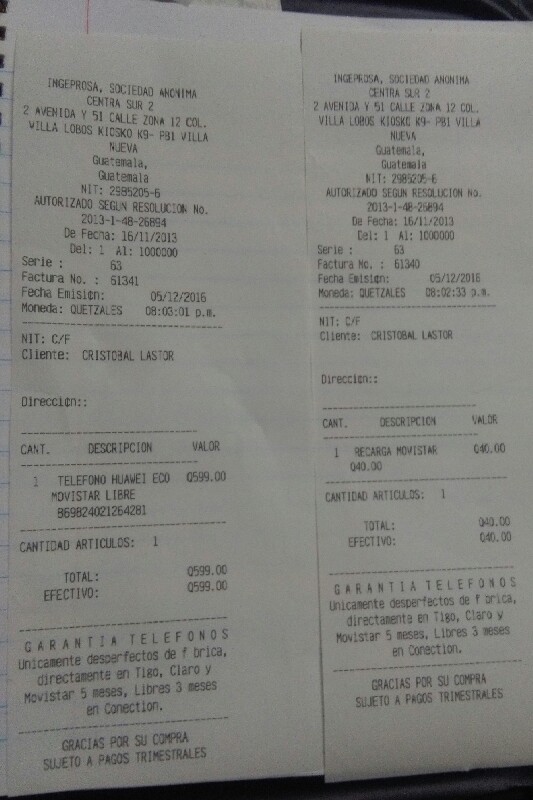 INGEPROSA, SOCIEDAD ANONIMA
CENTRA SUR 2
2 AVENIDA Y 51 CALLE ZONA 12 COL.
VILLA LOBOS KIOSKO K9- PB1 VILLA
NUEVA
Guatemala,
Guatemala
NIT: 2985205-6
AUTORIZADO SEGUN RESOLUCION No.
2013-1-48-26894
De Fecha: 16/11/2013
Del: 1 Al: 1000000
Serie : 63
Factura No. : 61341
Fecha Emisión: 05/12/2016
Moneda: QUETZALES 08:03:01 p.m.
NIT: C/F
Cliente: CRISTOBAL LASTOR
Dirección::
CANT. DESCRIPCION VALOR
1 TELEFONO HUAWEI ECO Q599.00
MOVISTAR LIBRE
869824021264281
CANTIDAD ARTICULOS: 1
TOTAL: Q599.00
EFECTIVO: Q599.00
GARANTIA TELEFONOS
Unicamente desperfectos de f brica,
directamente en Tigo, Claro y
Movistar 5 meses, Libres 3 meses
en Conection.
GRACIAS POR SU COMPRA
SUJETO A PAGOS TRIMESTRALES
INGEPROSA, SOCIEDAD ANONIMA
CENTRA SUR 2
2 AVENIDA Y 51 CALLE ZONA 12 COL.
VILLA LOBOS KIOSKO K9- PB1 VILLA
NUEVA
Guatemala,
Guatemala
NIT: 2985205-6
AUTORIZADO SEGUN RESOLUCION No.
2013-1-48-26894
De Fecha: 16/11/2013
Del: 1 Al: 1000000
Serie : 63
Factura No. : 61340
Fecha Emisión: 05/12/2016
Moneda: QUETZALES 08:02:33 p.m.
NIT: C/F
Cliente: CRISTOBAL LASTOR
Dirección::
CANT. DESCRIPCION VALOR
1 RECARGA MOVISTAR Q40.00
Q40.00
CANTIDAD ARTICULOS: 1
TOTAL: Q40.00
EFECTIVO: Q40.00
GARANTIA TELEFONOS
Unicamente desperfectos de f brica,
directamente en Tigo, Claro y
Movistar 5 meses, Libres 3 meses
en Conection.
GRACIAS POR SU COMPRA
SUJETO A PAGOS TRIMESTRALES